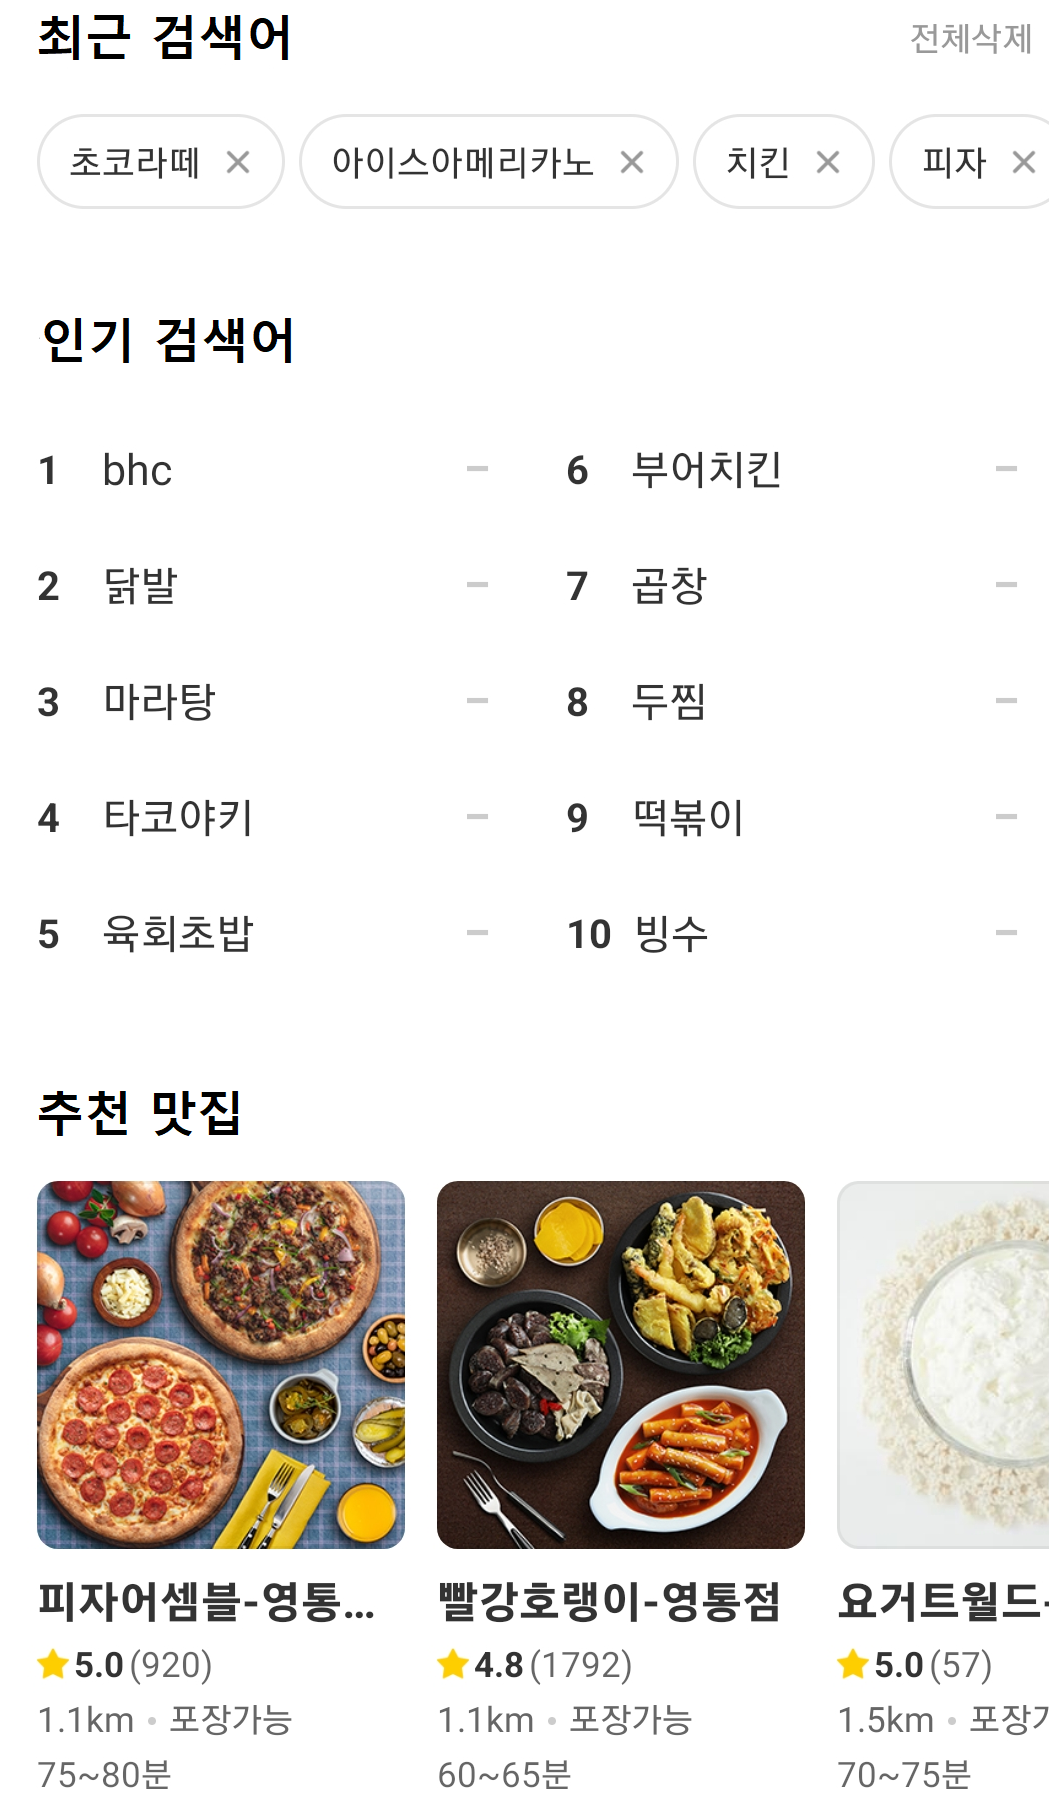 최근 검색어 전체삭제
초코라떼 아이스아메리카노 치킨 피자
인기 검색어
1 bhc
2 닭발
3 마라탕
4 타코야키
5 육회초밥
6 부어치킨
7 곱창
8 두찜
9 떡볶이
10 빙수
추천 맛집
피자어셈블-영통...
5.0(920)
1.1km • 포장가능
75~80분
빨강호랭이-영통점
4.8(1792)
1.1km • 포장가능
60~65분
요거트월드-
5.0(57)
1.5km • 포장가
70~75분